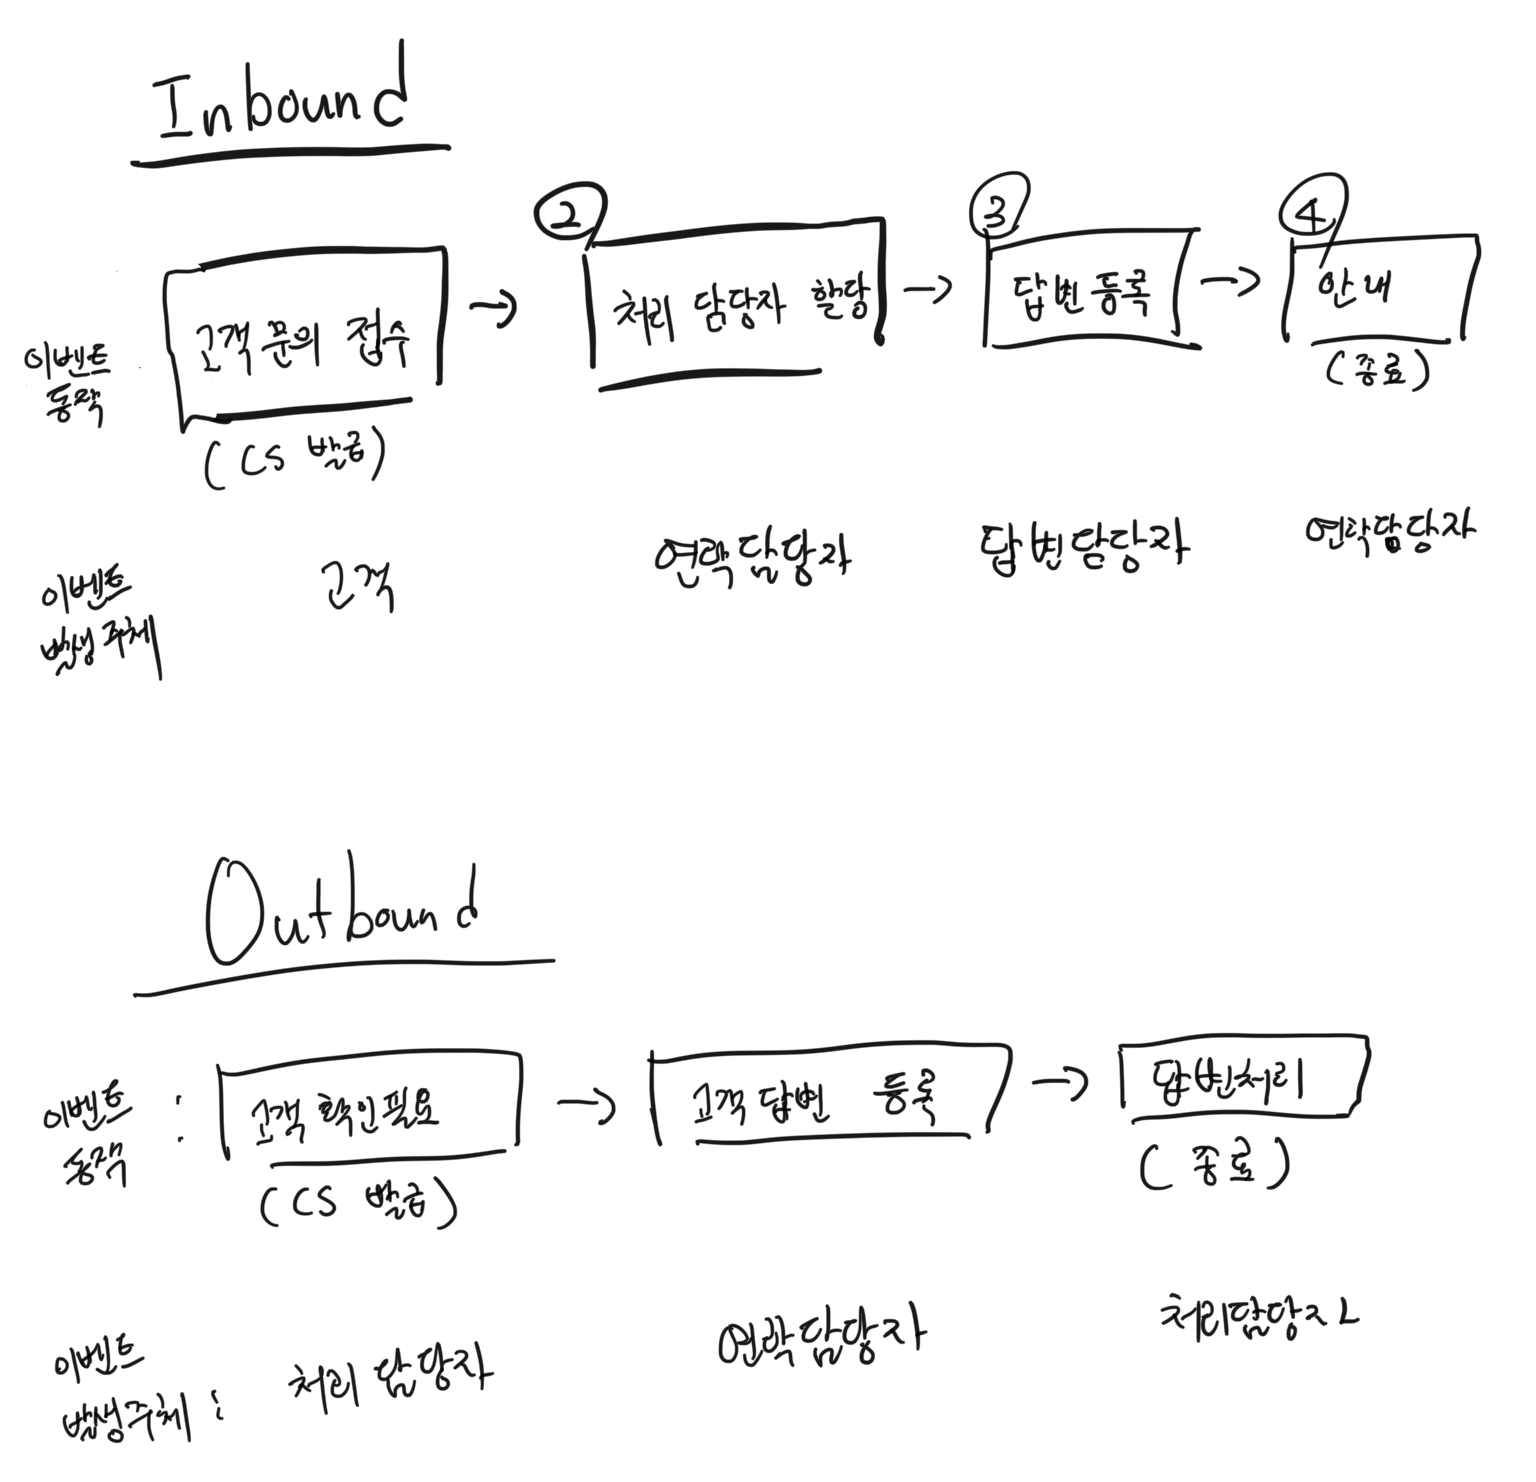 Inbound
②
③
④
고객 문의 접수
처리 담당자 할당
답변 등록
안내
이벤트
동작
(CS 발급)
(종료)
이벤트
발생주체
고객
연락담당자
답변담당자
연락담당자
Outbound
이벤트
동작
:
고객 확인필요
고객 답변 등록
답변처리
(CS 발급)
(종료)
이벤트
발생주체 :
처리 담당자
연락담당자
처리담당자